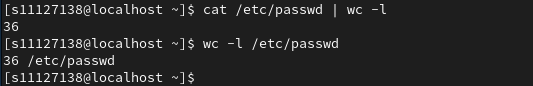 [s11127138@localhost ~]$ cat /etc/passwd | wc -l
36
[s11127138@localhost ~]$ wc -l /etc/passwd
36 /etc/passwd
[s11127138@localhost ~]$